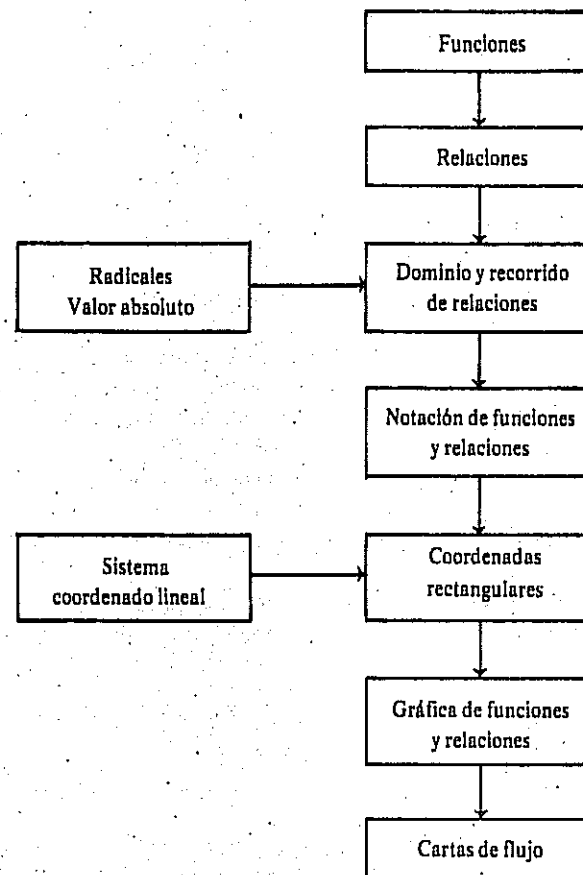 Funciones
Relaciones
Radicales
Valor absoluto
Dominio y recorrido
de relaciones
Notación de funciones
y relaciones
Sistema
coordenado lineal
Coordenadas
rectangulares
Gráfica de funciones
y relaciones
Cartas de flujo